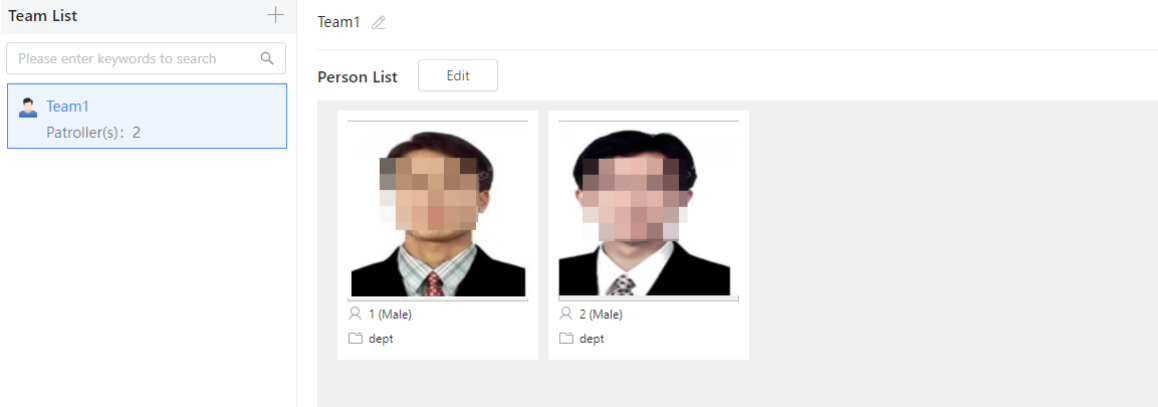 Team List
Please enter keywords to search
Team1
Patroller(s): 2
Team1
Person List
Edit
1 (Male)
dept
2 (Male)
dept